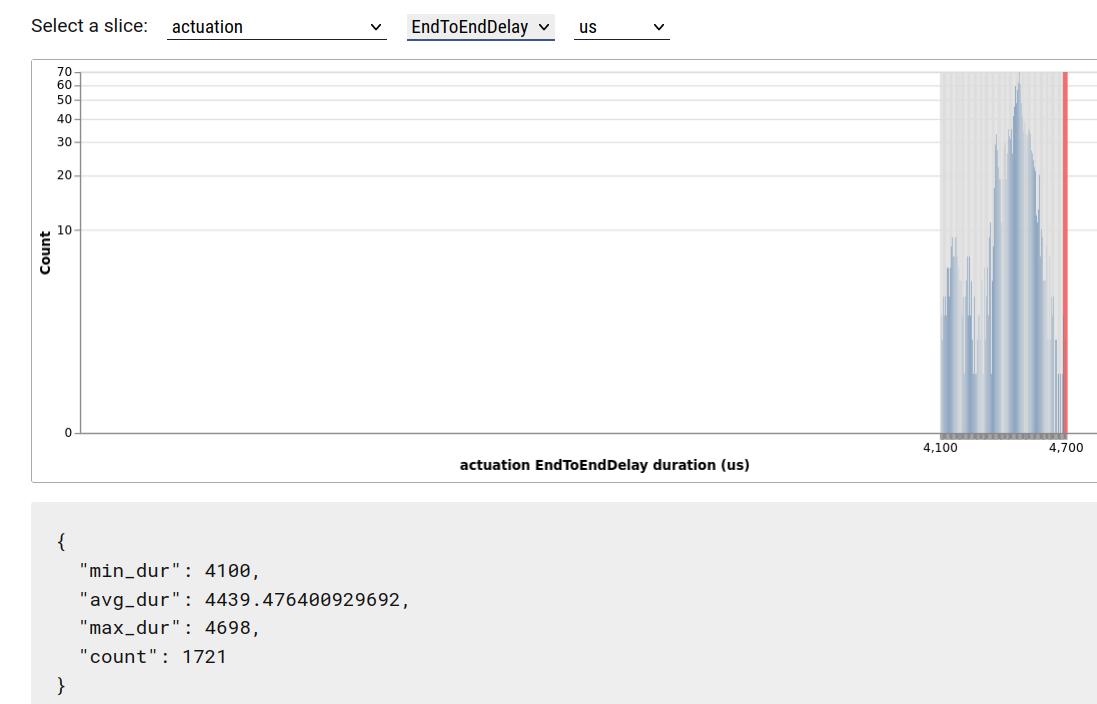 Select a slice: actuation EndToEndDelay us
70
60
50
40
30
20
10
0
Count
4,100 4,700
actuation EndToEndDelay duration (us)
{
"min_dur": 4100,
"avg_dur": 4439.476400929692,
"max_dur": 4698,
"count": 1721
}